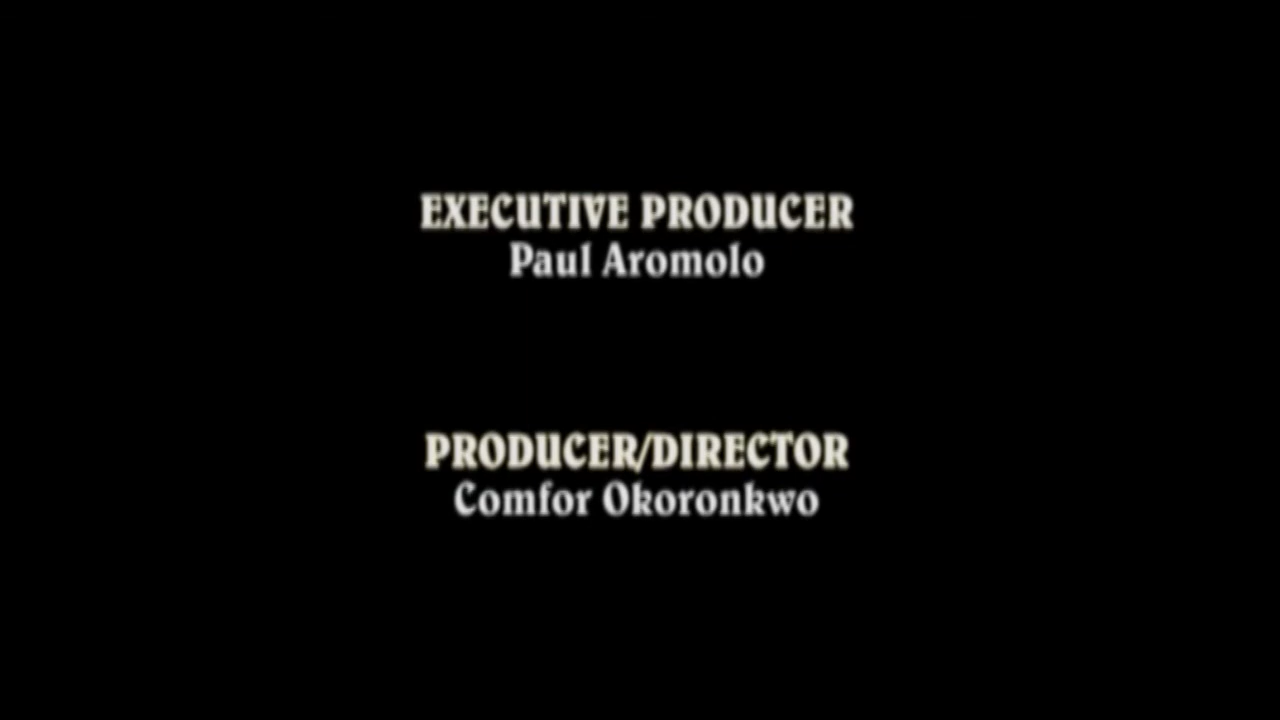 EXECUTIVE PRODUCER
Paul Aromolo
PRODUCER/DIRECTOR
Comfor Okoronkwo